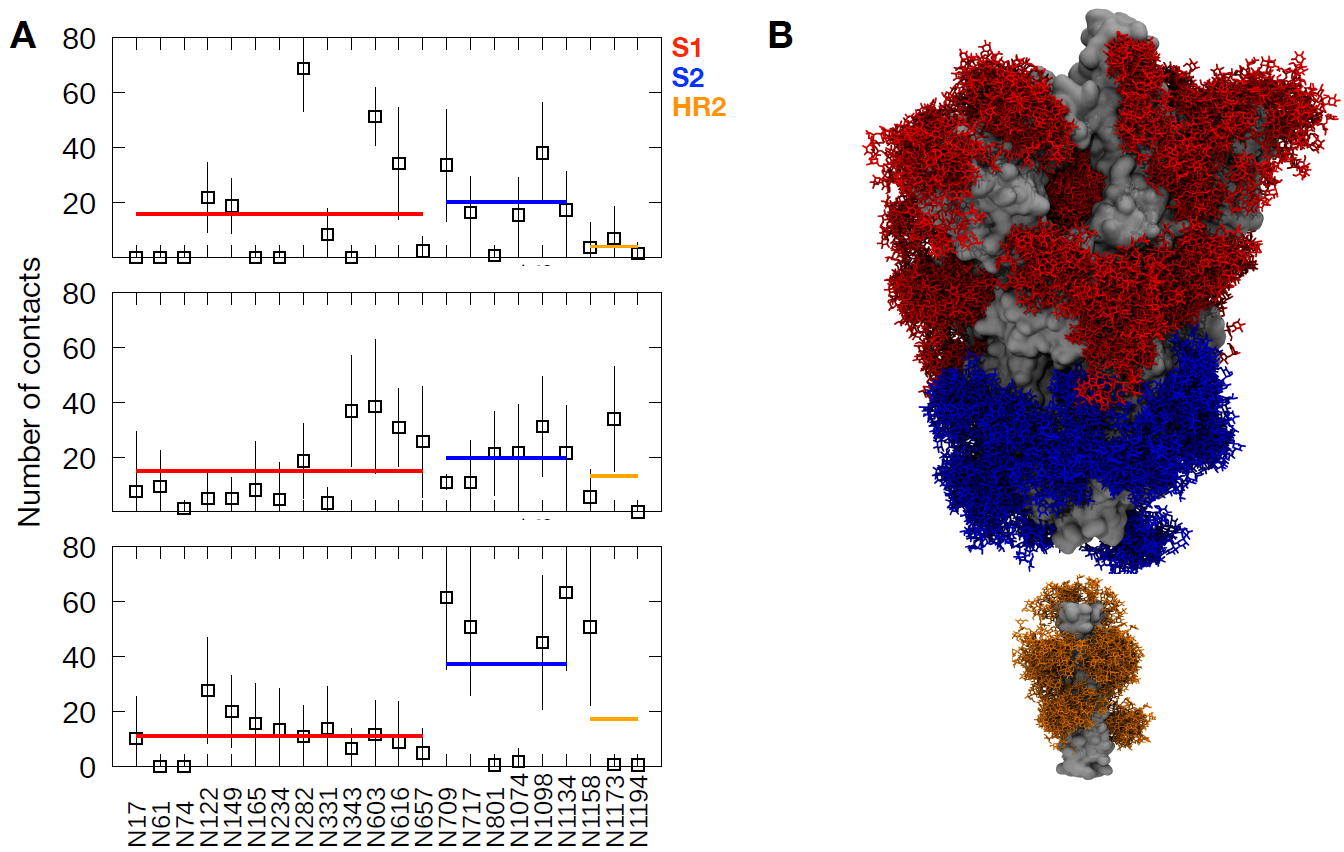 A
B
S1
S2
HR2
Number of contacts
80
60
40
20
80
60
40
20
80
60
40
20
0
N17
N61
N74
N122
N149
N165
N234
N282
N331
N343
N603
N616
N657
N709
N717
N801
N1074
N1098
N1134
N1158
N1173
N1194